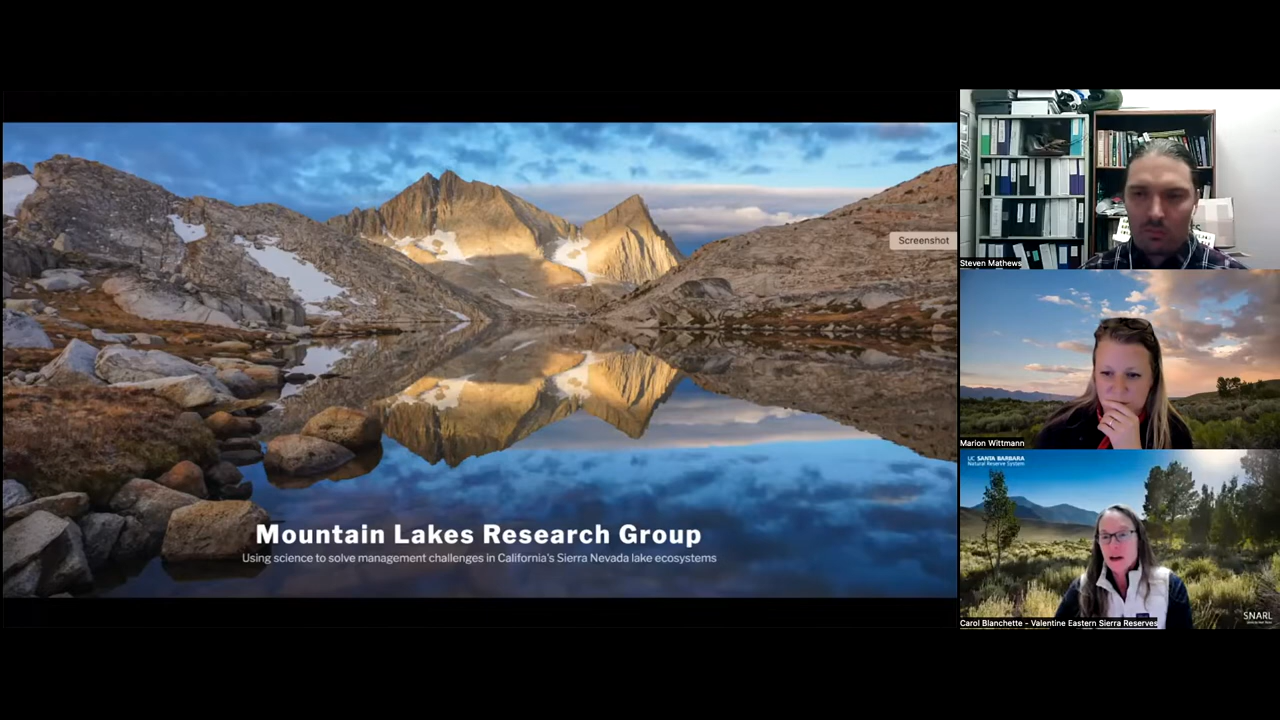 Screenshot
Mountain Lakes Research Group
Using science to solve management challenges in California's Sierra Nevada lake ecosystems
Steven Mathews
Marion Wittmann
UC SANTA BARBARA
Natural Reserve System
SNARL
Carol Blanchette - Valentine Eastern Sierra Reserves